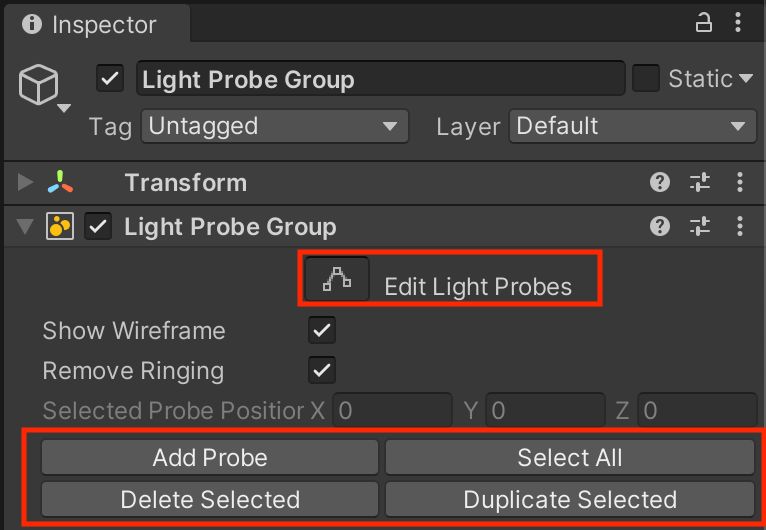 Inspector
Light Probe Group
Static
Tag Untagged Layer Default
Transform
Light Probe Group
Edit Light Probes
Show Wireframe
Remove Ringing
Selected Probe Position X 0 Y 0 Z 0
Add Probe Select All
Delete Selected Duplicate Selected